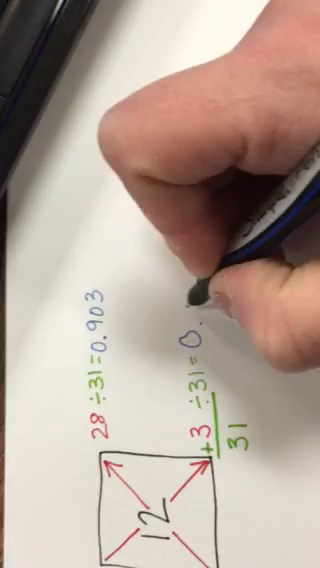 28 ÷ 31 = 0.903
+3 ÷ 31 = 0.
31
12